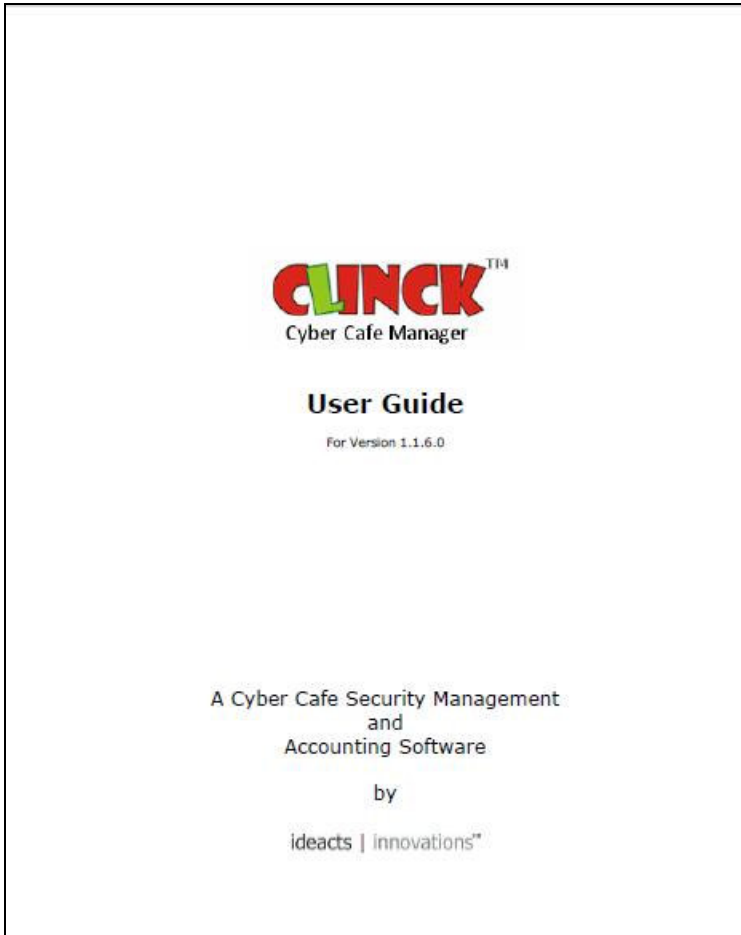 CLINCK™
Cyber Cafe Manager
User Guide
For Version 1.1.6.0
A Cyber Cafe Security Management
and
Accounting Software
by
ideacts | innovations™